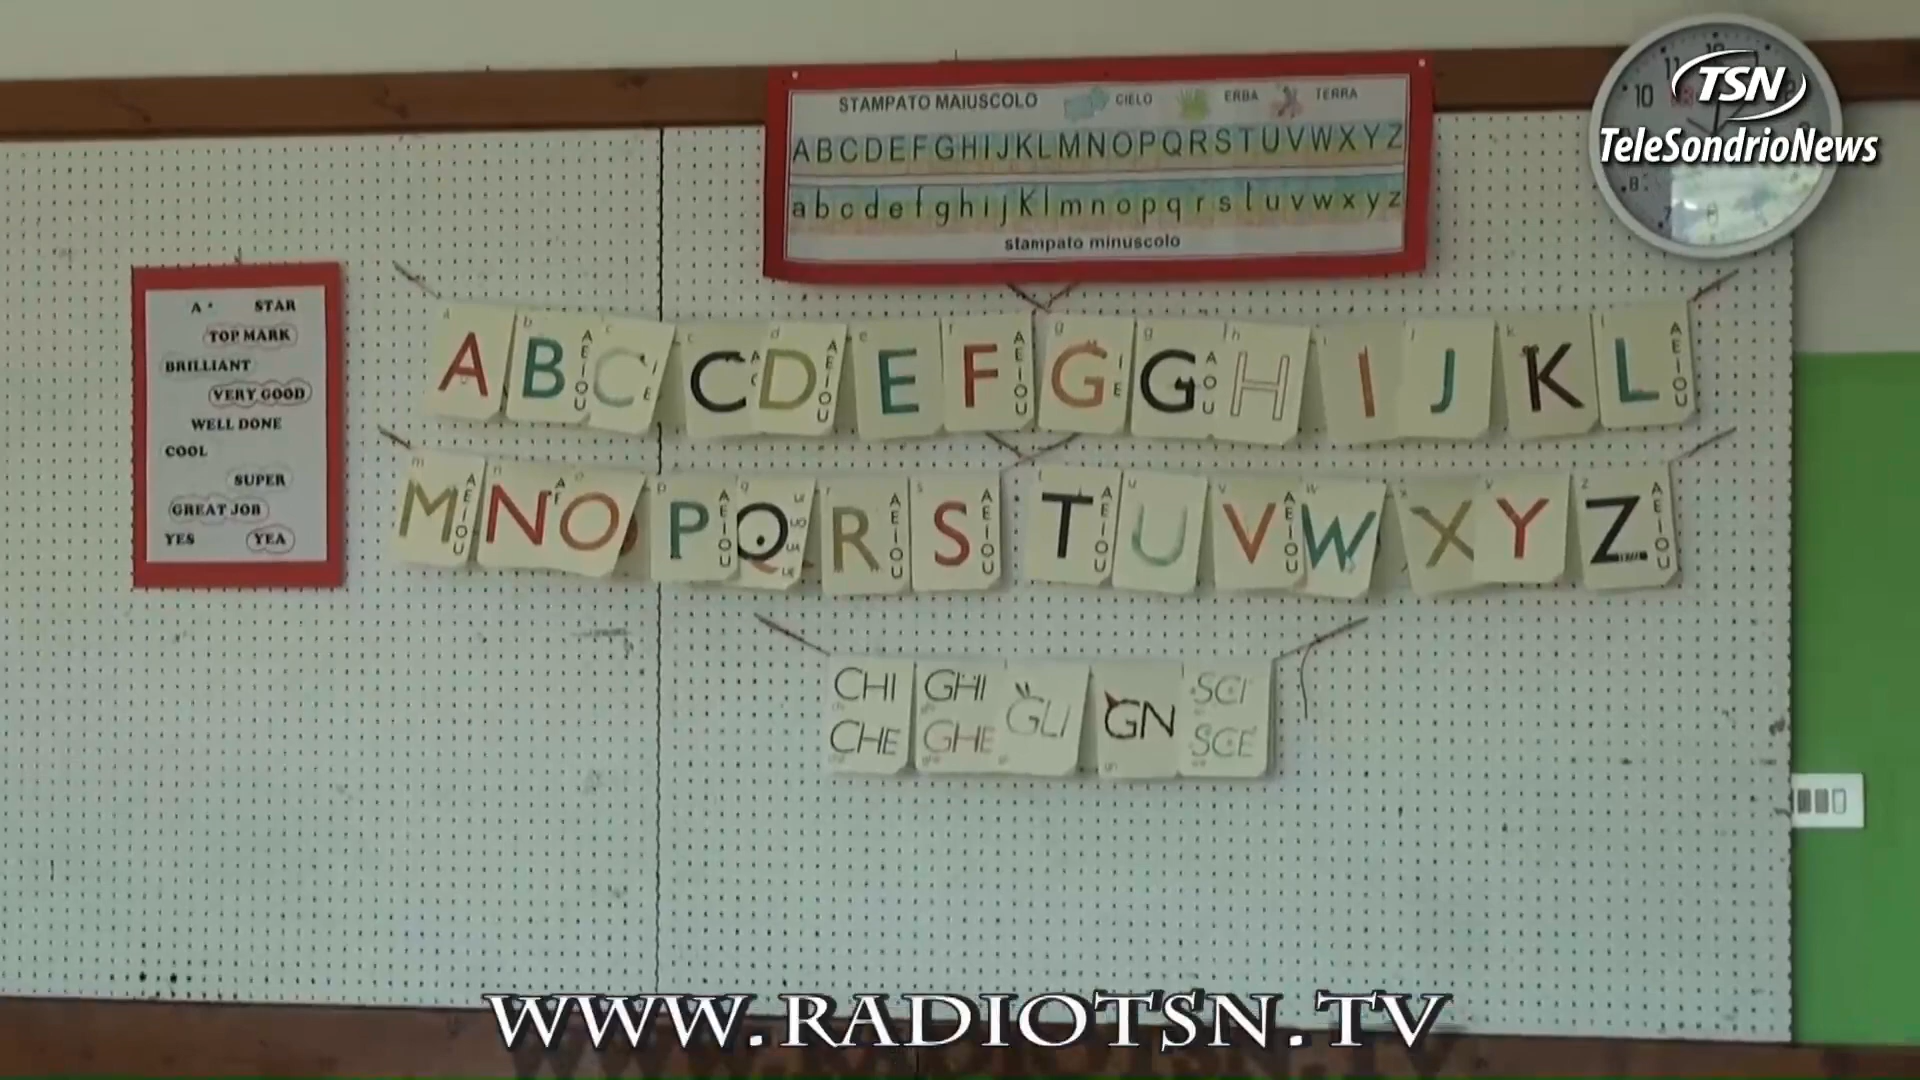 TSN
TeleSondrioNews
STAMPATO MAIUSCOLO CIELO ERBA TERRA
ABCDEFGHIJKLMNOPQRSTUVWXYZ
abcdefghijklmnopqrstuvwxyz
stampato minuscolo
10
A+ STAR
TOP MARK
BRILLIANT
VERY GOOD
WELL DONE
COOL
SUPER
GREAT JOB
YES YEA
A B C C D E F G G H I J K L
M N O P Q R S T U V W X Y Z
CHI GHI GLI GN SCI
CHE GHE SCE
WWW.RADIOTSN.TV